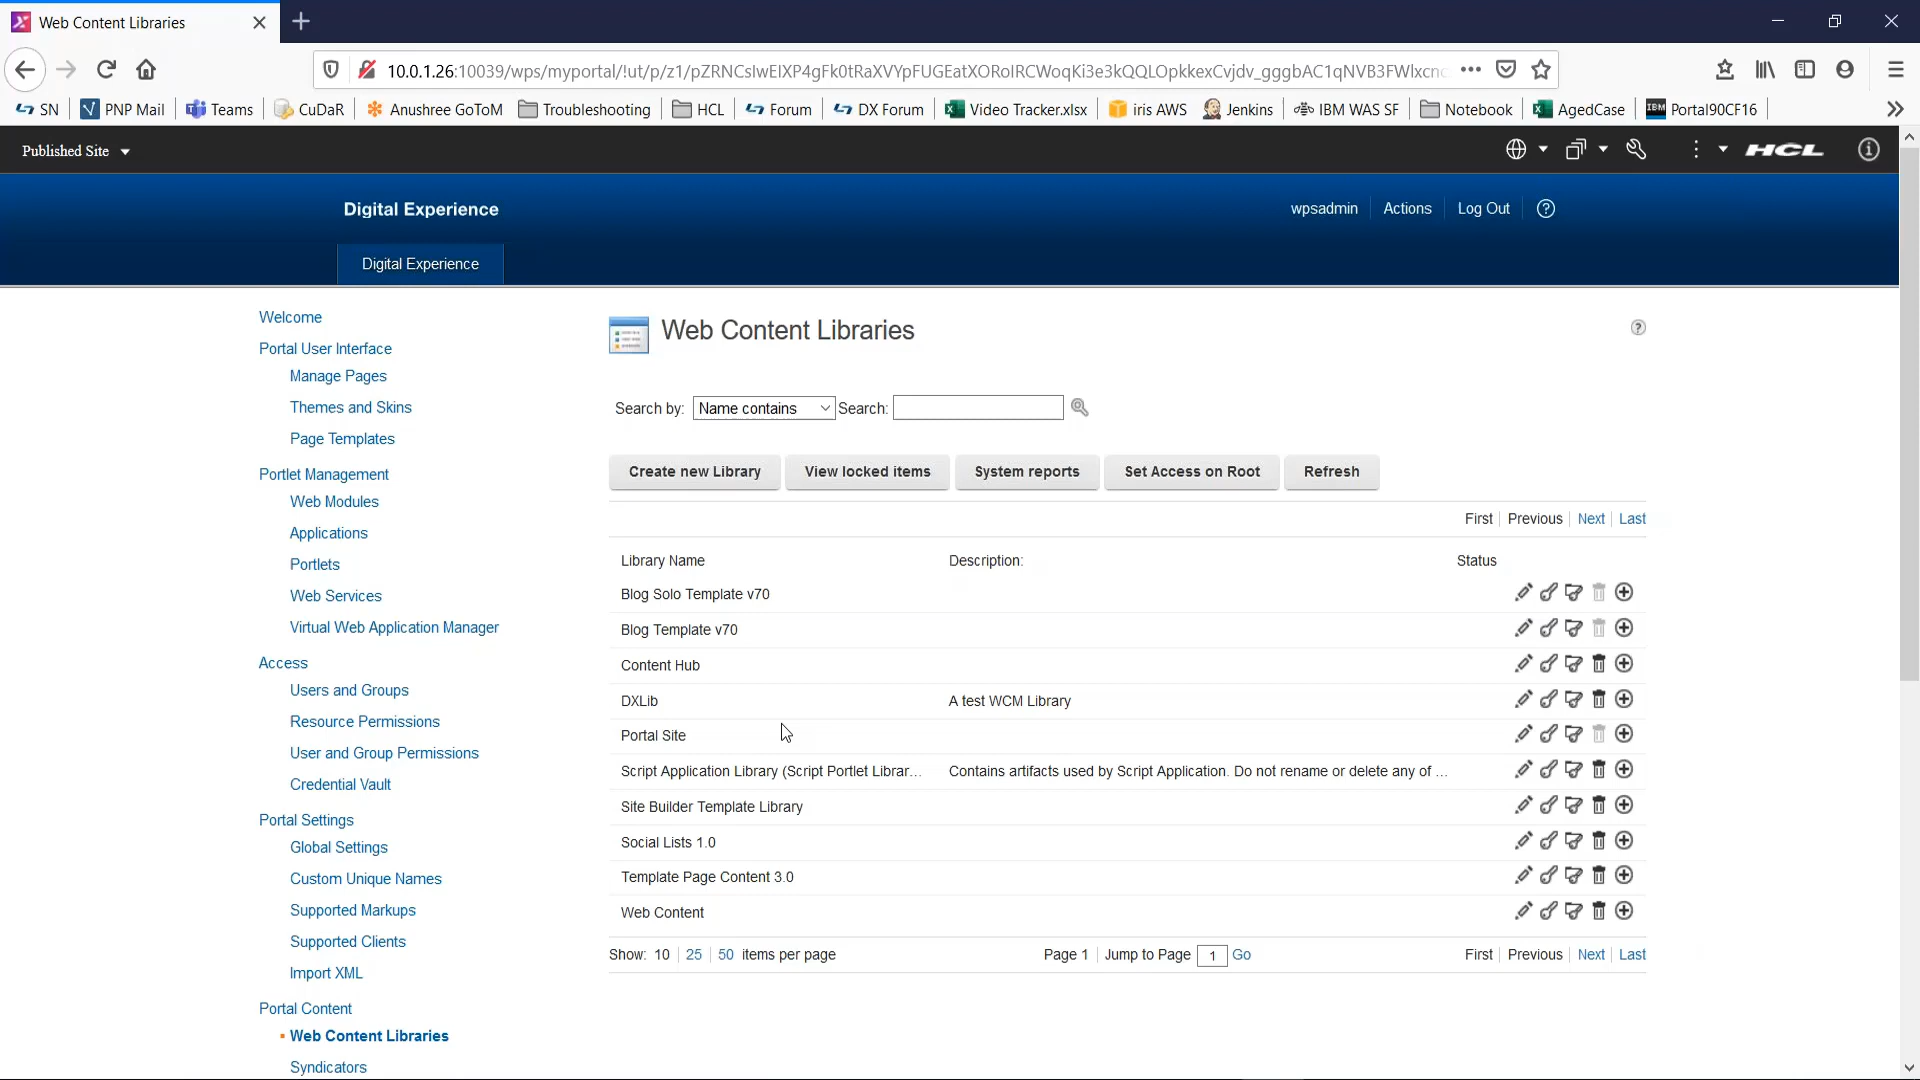 Web Content Libraries
10.0.1.26:10039/wps/myportal/!ut/p/z1/
SN PNP Mail Teams CuDaR Anushree GoToM Troubleshooting HCL Forum DX Forum Video Tracker.xlsx iris AWS Jenkins IBM WAS SF Notebook AgedCase Portal90CF16
Published Site HCL
Digital Experience wpsadmin Actions Log Out
Digital Experience
Welcome
Portal User Interface
Manage Pages
Themes and Skins
Page Templates
Portlet Management
Web Modules
Applications
Portlets
Web Services
Virtual Web Application Manager
Access
Users and Groups
Resource Permissions
User and Group Permissions
Credential Vault
Portal Settings
Global Settings
Custom Unique Names
Supported Markups
Supported Clients
Import XML
Portal Content
Web Content Libraries
Syndicators
Web Content Libraries
Search by: Name contains Search:
Create new Library View locked items System reports Set Access on Root Refresh
First Previous Next Last
Library Name Description: Status
Blog Solo Template v70
Blog Template v70
Content Hub
DXLib A test WCM Library
Portal Site
Script Application Library (Script Portlet Librar... Contains artifacts used by Script Application. Do not rename or delete any of ...
Site Builder Template Library
Social Lists 1.0
Template Page Content 3.0
Web Content
Show: 10 25 50 items per page Page 1 Jump to Page 1 Go First Previous Next Last